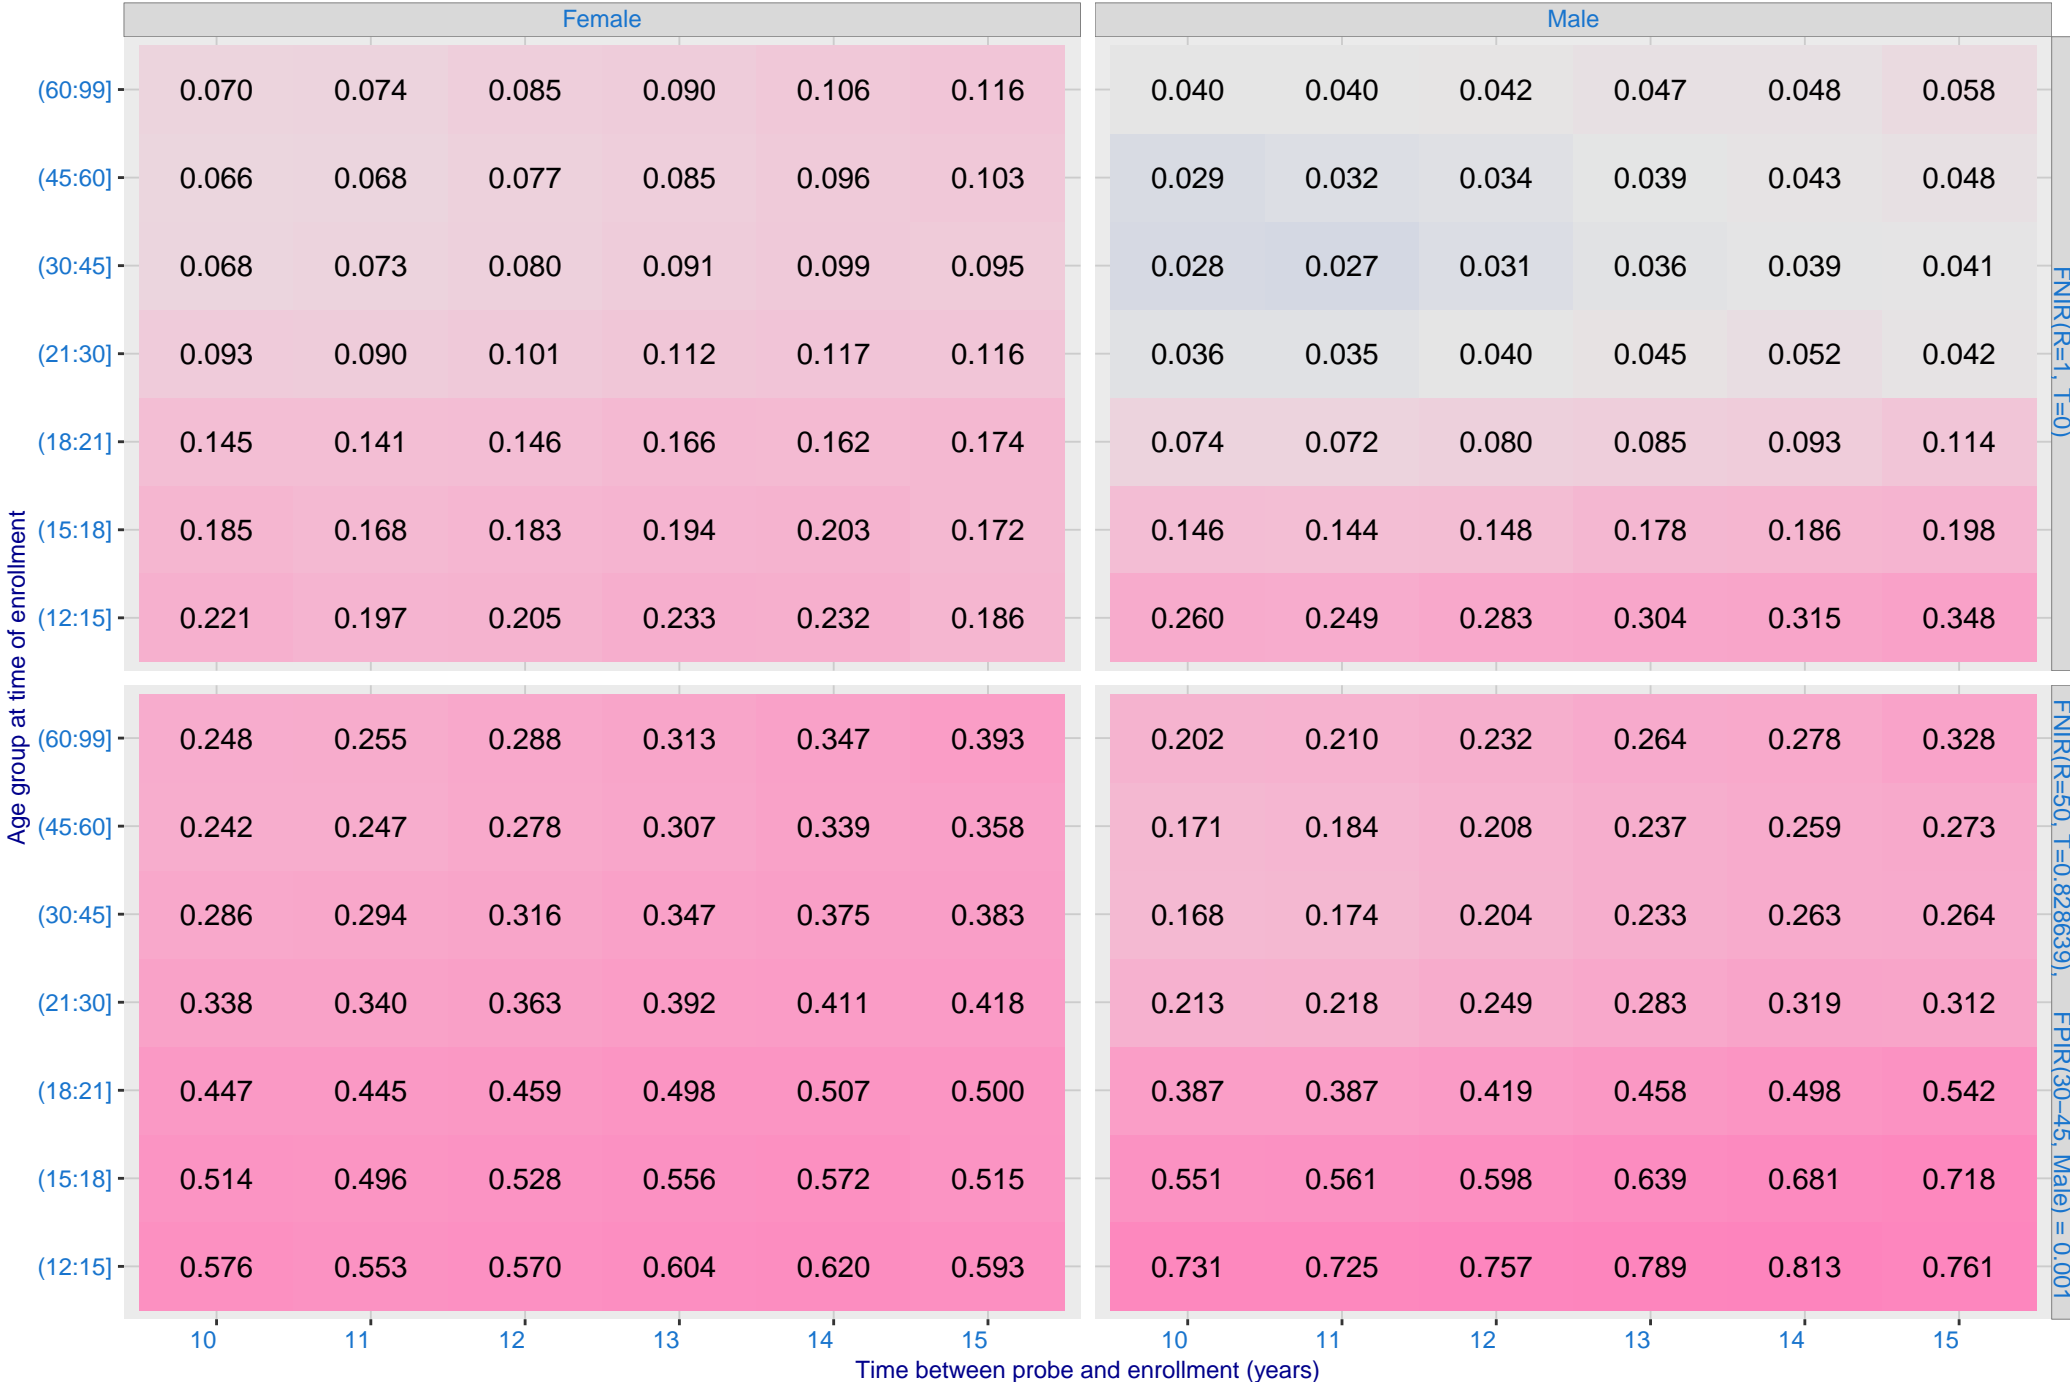 Female Male
(60:99] 0.070 0.074 0.085 0.090 0.106 0.116 0.040 0.040 0.042 0.047 0.048 0.058
(45:60] 0.066 0.068 0.077 0.085 0.096 0.103 0.029 0.032 0.034 0.039 0.043 0.048
(30:45] 0.068 0.073 0.080 0.091 0.099 0.095 0.028 0.027 0.031 0.036 0.039 0.041
(21:30] 0.093 0.090 0.101 0.112 0.117 0.116 0.036 0.035 0.040 0.045 0.052 0.042
(18:21] 0.145 0.141 0.146 0.166 0.162 0.174 0.074 0.072 0.080 0.085 0.093 0.114
(15:18] 0.185 0.168 0.183 0.194 0.203 0.172 0.146 0.144 0.148 0.178 0.186 0.198
(12:15] 0.221 0.197 0.205 0.233 0.232 0.186 0.260 0.249 0.283 0.304 0.315 0.348
FNIR(R=1, T=0)
Age group at time of enrollment
(60:99] 0.248 0.255 0.288 0.313 0.347 0.393 0.202 0.210 0.232 0.264 0.278 0.328
(45:60] 0.242 0.247 0.278 0.307 0.339 0.358 0.171 0.184 0.208 0.237 0.259 0.273
(30:45] 0.286 0.294 0.316 0.347 0.375 0.383 0.168 0.174 0.204 0.233 0.263 0.264
(21:30] 0.338 0.340 0.363 0.392 0.411 0.418 0.213 0.218 0.249 0.283 0.319 0.312
(18:21] 0.447 0.445 0.459 0.498 0.507 0.500 0.387 0.387 0.419 0.458 0.498 0.542
(15:18] 0.514 0.496 0.528 0.556 0.572 0.515 0.551 0.561 0.598 0.639 0.681 0.718
(12:15] 0.576 0.553 0.570 0.604 0.620 0.593 0.731 0.725 0.757 0.789 0.813 0.761
FNIR(R=50, T=0.828639), FPIR(30−45, Male) = 0.001
10 11 12 13 14 15 10 11 12 13 14 15
Time between probe and enrollment (years)